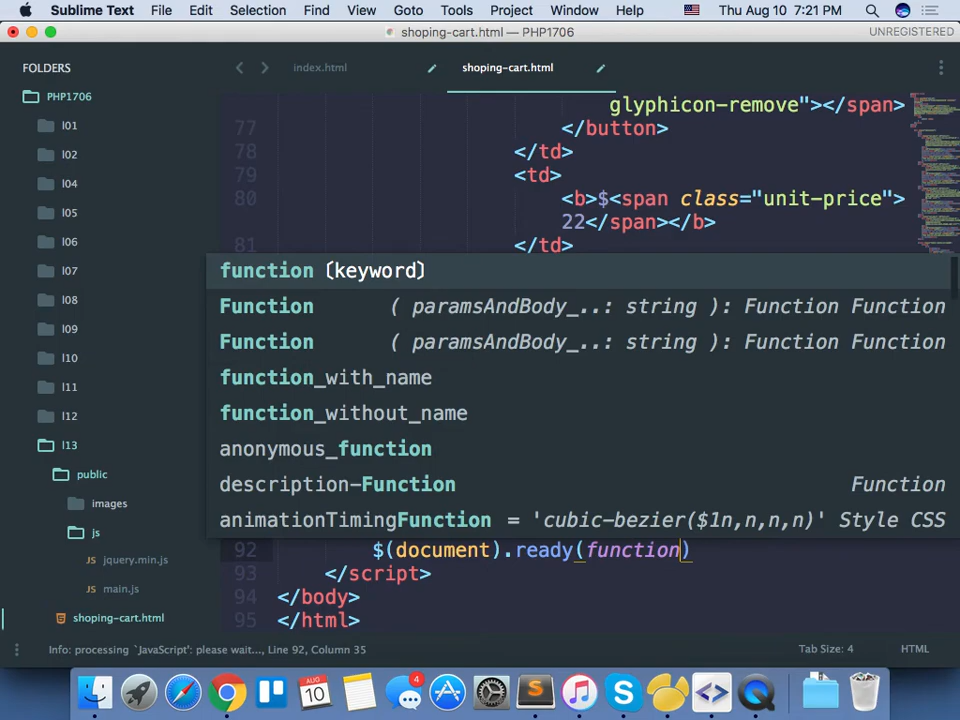 Sublime Text File Edit Selection Find View Goto Tools Project Window Help Thu Aug 10 7:21 PM
shoping-cart.html — PHP1706 UNREGISTERED
FOLDERS
PHP1706
l01
l02
l04
l05
l06
l07
l08
l09
l10
l11
l12
l13
public
images
js
jquery.min.js
main.js
shoping-cart.html
index.html shoping-cart.html
glyphicon-remove"></span>
77 </button>
78 </td>
79 <td>
80 <b>$<span class="unit-price">
22</span></b>
81 </td>
function (keyword)
Function ( paramsAndBody_..: string ): Function Function
Function ( paramsAndBody_..: string ): Function Function
function_with_name
function_without_name
anonymous_function
description-Function Function
animationTimingFunction = 'cubic-bezier($1n,n,n,n)' Style CSS
92 $(document).ready(function)
93 </script>
94 </body>
95 </html>
Info: processing `JavaScript': please wait..., Line 92, Column 35 Tab Size: 4 HTML
4
AUG
10